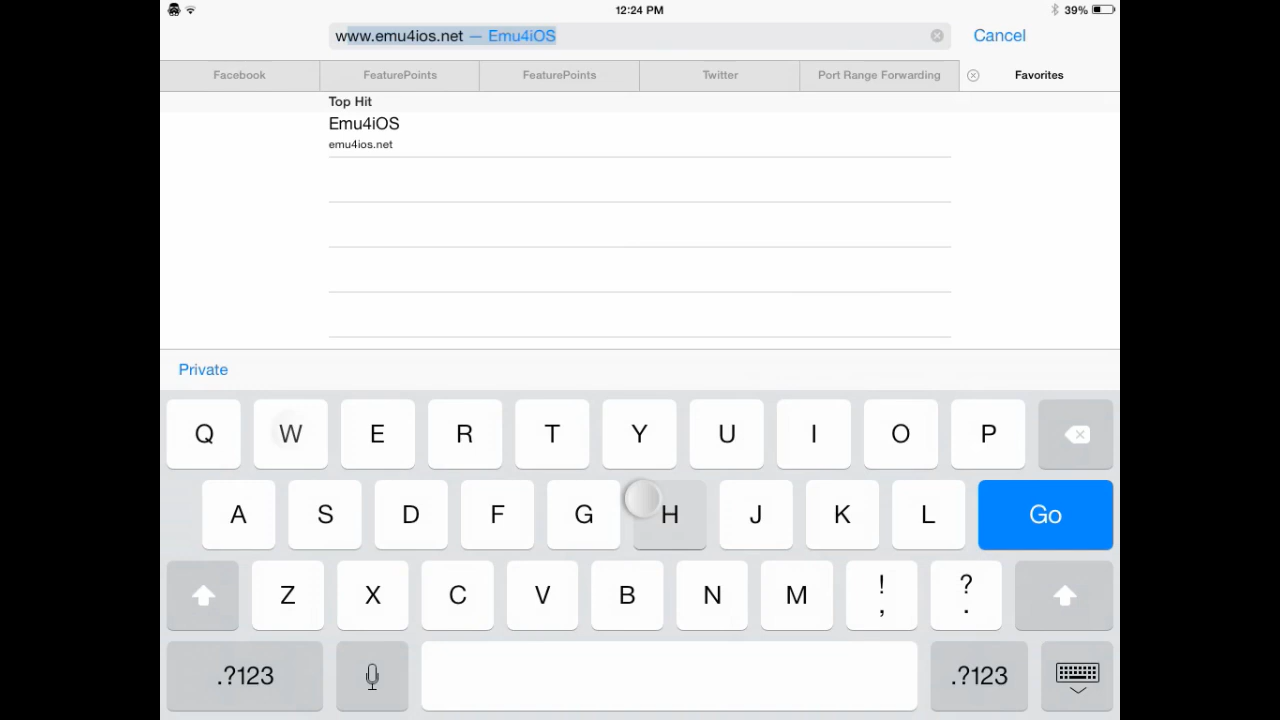 12:24 PM
39%
www.emu4ios.net — Emu4iOS
Cancel
Facebook
FeaturePoints
FeaturePoints
Twitter
Port Range Forwarding
Favorites
Top Hit
Emu4iOS
emu4ios.net
Private
Q W E R T Y U I O P
A S D F G H J K L Go
Z X C V B N M ! , ? .
.?123 .?123